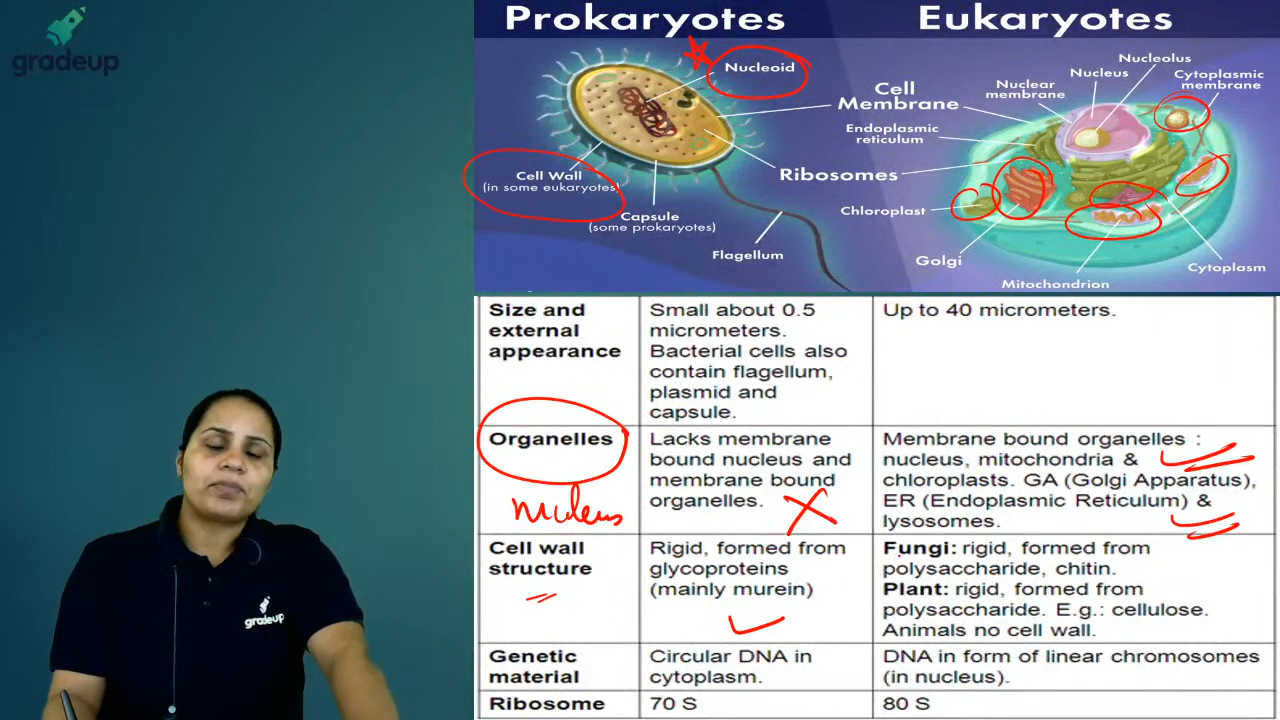 gradeup
Prokaryotes
Eukaryotes
Nucleoid
Cell
Membrane
Ribosomes
Cell Wall
(in some eukaryotes)
Capsule
(some prokaryotes)
Flagellum
Nucleolus
Nucleus
Nuclear
membrane
Cytoplasmic
membrane
Endoplasmic
reticulum
Chloroplast
Golgi
Mitochondrion
Cytoplasm
Size and
external
appearance
Small about 0.5
micrometers.
Bacterial cells also
contain flagellum,
plasmid and
capsule.
Up to 40 micrometers.
Organelles
nucleus
Lacks membrane
bound nucleus and
membrane bound
organelles.
Membrane bound organelles :
nucleus, mitochondria &
chloroplasts. GA (Golgi Apparatus),
ER (Endoplasmic Reticulum) &
lysosomes.
Cell wall
structure
Rigid, formed from
glycoproteins
(mainly murein)
Fungi: rigid, formed from
polysaccharide, chitin.
Plant: rigid, formed from
polysaccharide. E.g.: cellulose.
Animals no cell wall.
Genetic
material
Circular DNA in
cytoplasm.
DNA in form of linear chromosomes
(in nucleus).
Ribosome
70 S
80 S
gradeup